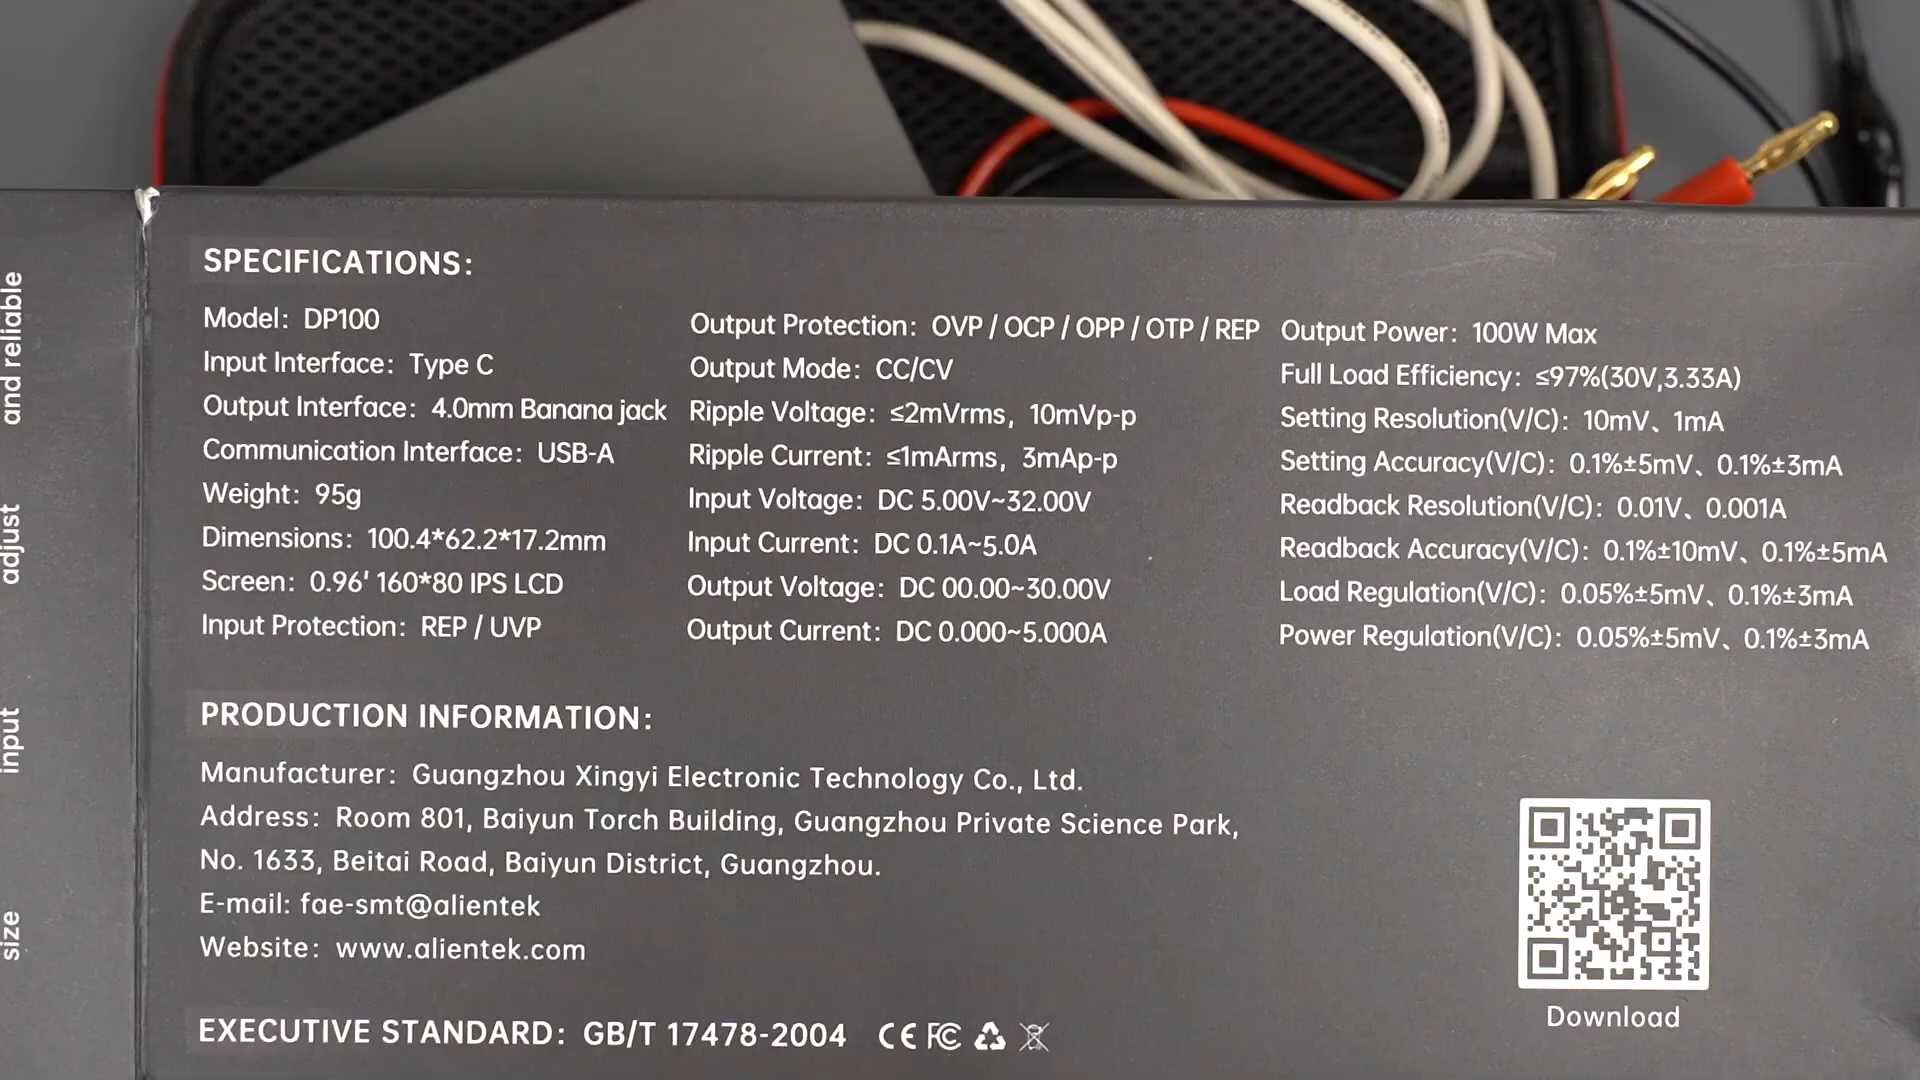 SPECIFICATIONS:
Model: DP100
Input Interface: Type C
Output Interface: 4.0mm Banana jack
Communication Interface: USB-A
Weight: 95g
Dimensions: 100.4*62.2*17.2mm
Screen: 0.96' 160*80 IPS LCD
Input Protection: REP / UVP
Output Protection: OVP / OCP / OPP / OTP / REP
Output Mode: CC/CV
Ripple Voltage: ≤2mVrms, 10mVp-p
Ripple Current: ≤1mArms, 3mAp-p
Input Voltage: DC 5.00V~32.00V
Input Current: DC 0.1A~5.0A
Output Voltage: DC 00.00~30.00V
Output Current: DC 0.000~5.000A
Output Power: 100W Max
Full Load Efficiency: ≤97%(30V,3.33A)
Setting Resolution(V/C): 10mV、1mA
Setting Accuracy(V/C): 0.1%±5mV、0.1%±3mA
Readback Resolution(V/C): 0.01V、0.001A
Readback Accuracy(V/C): 0.1%±10mV、0.1%±5mA
Load Regulation(V/C): 0.05%±5mV、0.1%±3mA
Power Regulation(V/C): 0.05%±5mV、0.1%±3mA
PRODUCTION INFORMATION:
Manufacturer: Guangzhou Xingyi Electronic Technology Co., Ltd.
Address: Room 801, Baiyun Torch Building, Guangzhou Private Science Park,
No. 1633, Beitai Road, Baiyun District, Guangzhou.
E-mail: fae-smt@alientek
Website: www.alientek.com
EXECUTIVE STANDARD: GB/T 17478-2004 CE FC
Download
and reliable
adjust
input
size